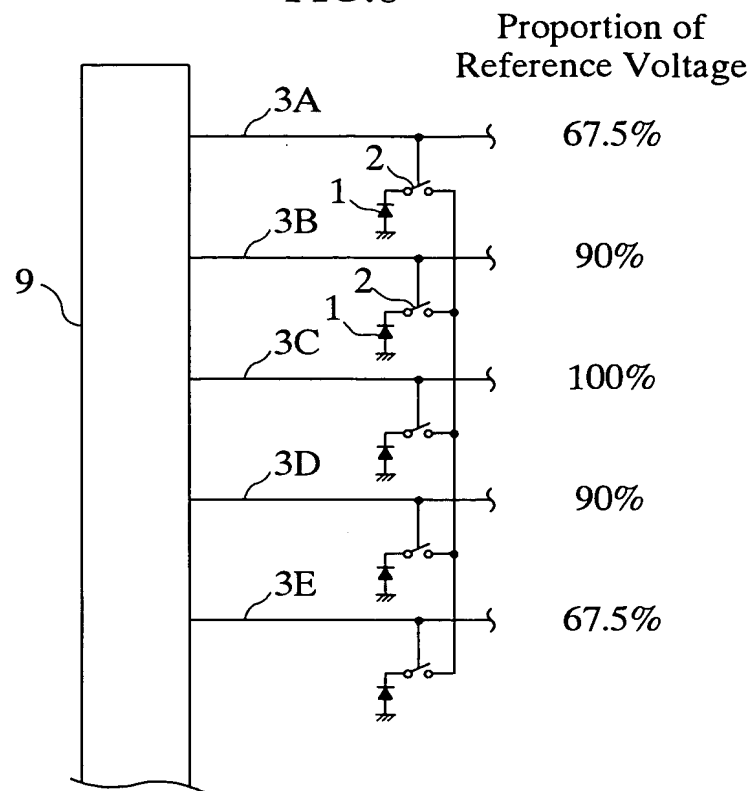 Proportion of
Reference Voltage
3A
67.5%
2
1
3B
90%
9
2
1
3C
100%
3D
90%
3E
67.5%